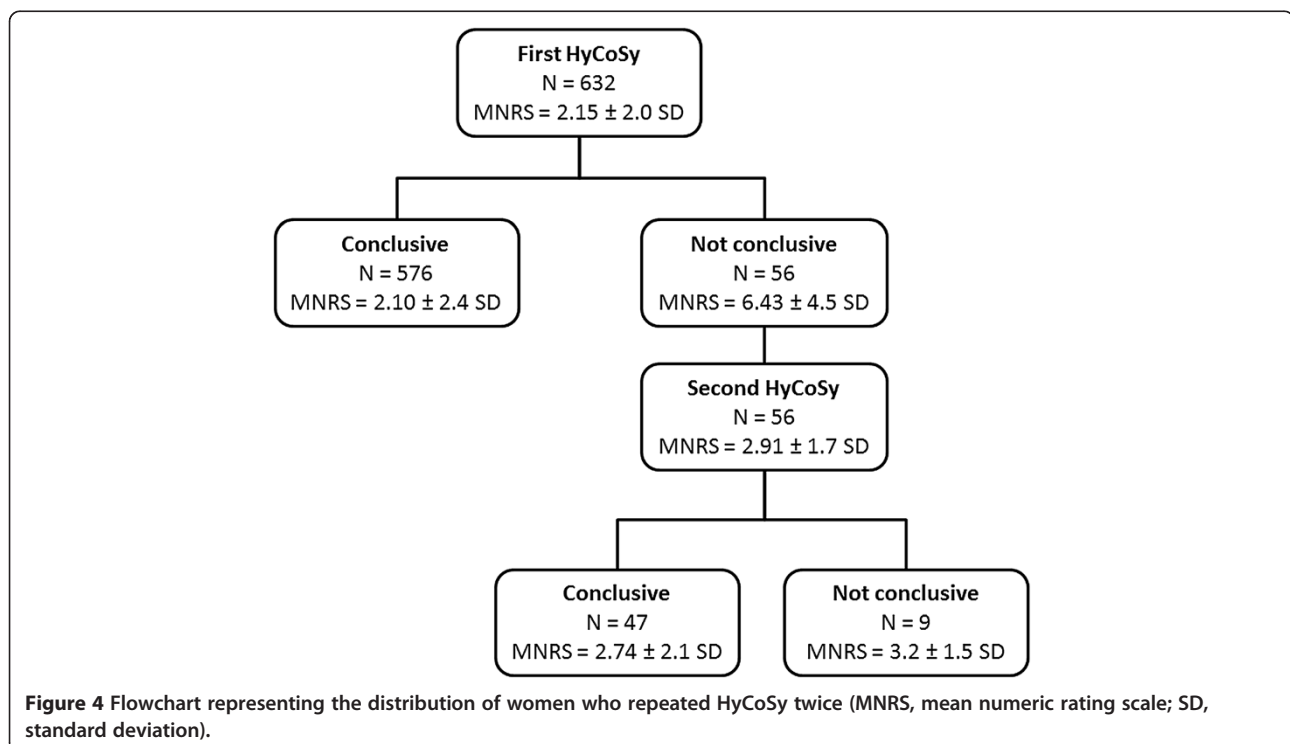 First HyCoSy
N = 632
MNRS = 2.15 ± 2.0 SD
Conclusive
N = 576
MNRS = 2.10 ± 2.4 SD
Not conclusive
N = 56
MNRS = 6.43 ± 4.5 SD
Second HyCoSy
N = 56
MNRS = 2.91 ± 1.7 SD
Conclusive
N = 47
MNRS = 2.74 ± 2.1 SD
Not conclusive
N = 9
MNRS = 3.2 ± 1.5 SD
Figure 4 Flowchart representing the distribution of women who repeated HyCoSy twice (MNRS, mean numeric rating scale; SD,
standard deviation).